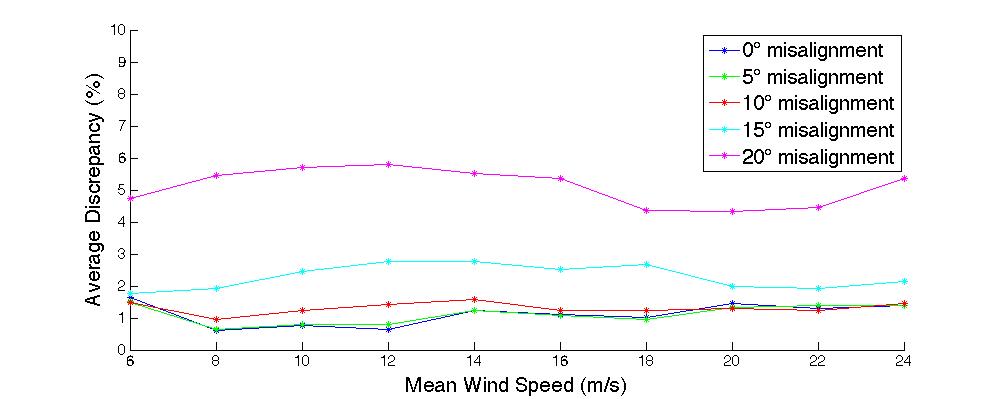 10
9
8
7
6
5
4
3
2
1
0
Average Discrepancy (%)
6 8 10 12 14 16 18 20 22 24
Mean Wind Speed (m/s)
0° misalignment
5° misalignment
10° misalignment
15° misalignment
20° misalignment